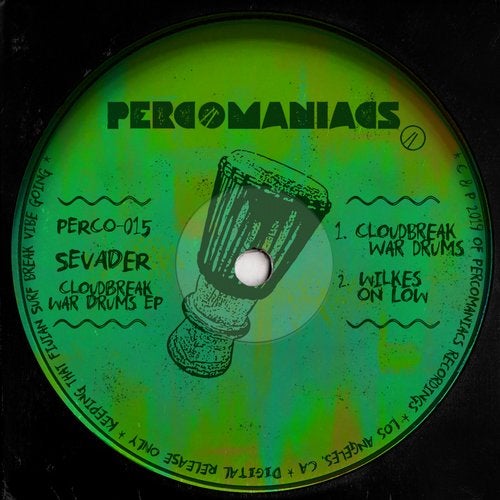 PERCOMANIACS
PERCO-015
SEVADER
CLOUDBREAK
WAR DRUMS EP
1. CLOUDBREAK
WAR DRUMS
2. WILKES
ON LOW
* C & P 2019 OF PERCOMANIACS RECORDINGS * LOS ANGELES, CA * DIGITAL RELEASE ONLY * KEEPING THAT FIJIAN SURF BREAK VIBE GOING *